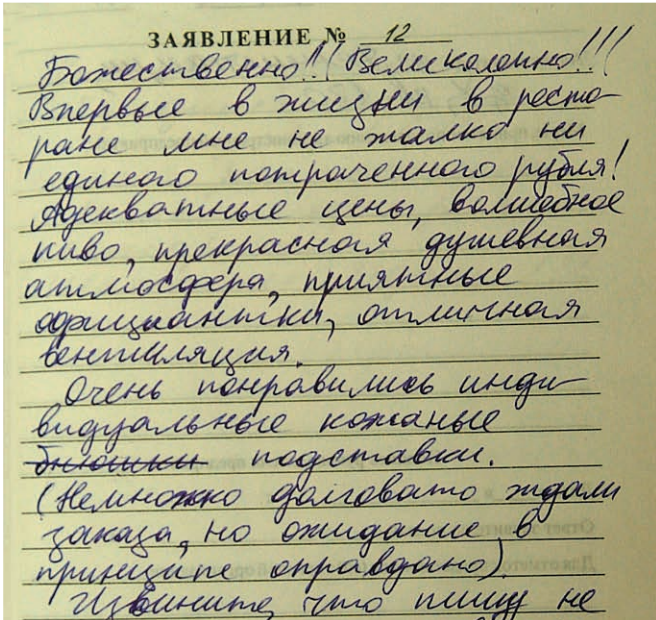 ЗАЯВЛЕНИЕ № 12
Божественно!! (Великолепно!!!(
Впервые в жизни в ресто-
ране мне не жалко ни
единого потраченного рубля!
Адекватные цены, волшебное
пиво, прекрасная душевная
атмосфера, приятные
официантки, отличная
вентиляция.
Очень понравились инди-
видуальные кожаные
бнюшки подставки.
(Немножко долговато ждали
заказа, но ожидание в
принципе оправдано).
Извините, что пишу не